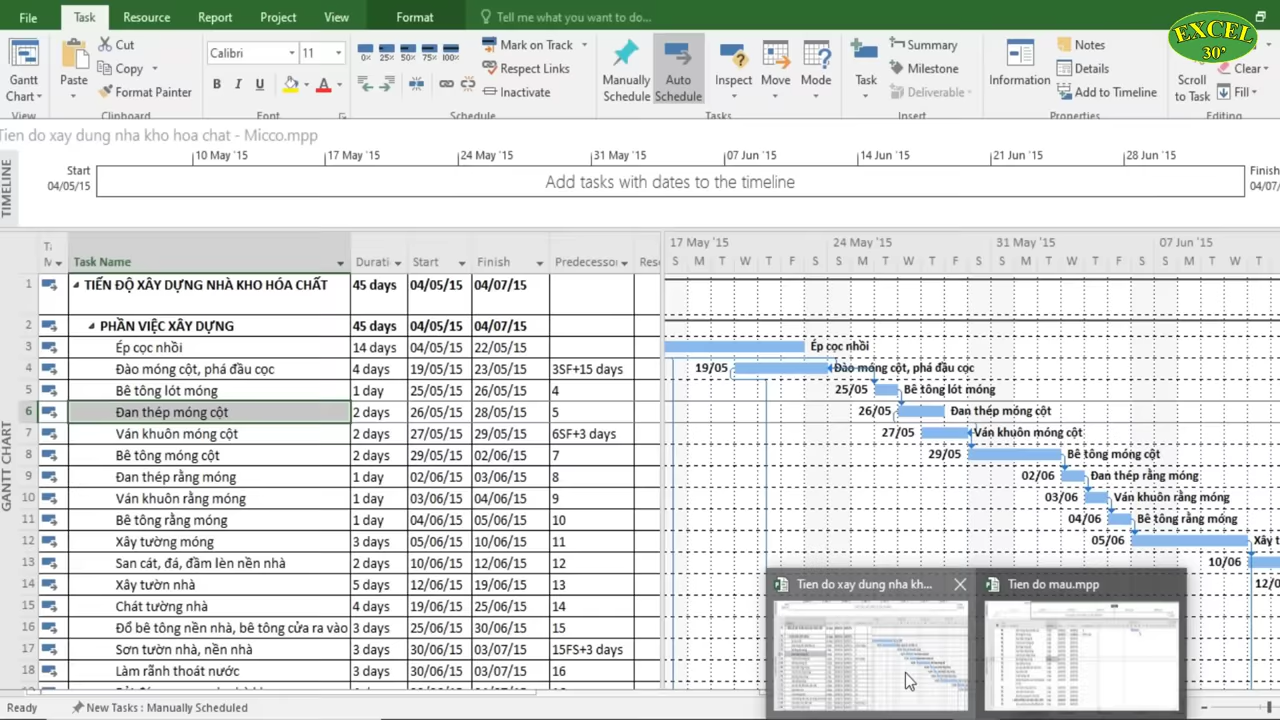 File Task Resource Report Project View Format Tell me what you want to do...
EXCEL
30'
Gantt
Chart
Paste
Cut
Copy
Format Painter
Calibri 11
B I U A
0% 25% 50% 75% 100%
Mark on Track
Respect Links
Inactivate
Manually
Schedule
Auto
Schedule
Inspect Move Mode
Task
Summary
Milestone
Deliverable
Information
Notes
Details
Add to Timeline
Scroll
to Task
Clear
Fill
View Clipboard Font Schedule Tasks Insert Properties Editing
Tien do xay dung nha kho hoa chat - Micco.mpp
TIMELINE
10 May '15 17 May '15 24 May '15 31 May '15 07 Jun '15 14 Jun '15 21 Jun '15 28 Jun '15
Start
04/05/15
Add tasks with dates to the timeline
Finish
04/07/
GANTT CHART
Task Name Durati Start Finish Predecessor Res
17 May '15 24 May '15 31 May '15 07 Jun '15
S M T W T F S S M T W T F S S M T W T F S S M T W T
1 TIẾN ĐỘ XÂY DỰNG NHÀ KHO HÓA CHẤT 45 days 04/05/15 04/07/15
2 PHẦN VIỆC XÂY DỰNG 45 days 04/05/15 04/07/15
3 Ép cọc nhồi 14 days 04/05/15 22/05/15 Ép cọc nhồi
4 Đào móng cột, phá đầu cọc 4 days 19/05/15 23/05/15 3SF+15 days 19/05 Đào móng cột, phá đầu cọc
5 Bê tông lót móng 1 day 25/05/15 26/05/15 4 25/05 Bê tông lót móng
6 Đan thép móng cột 2 days 26/05/15 28/05/15 5 26/05 Đan thép móng cột
7 Ván khuôn móng cột 2 days 27/05/15 29/05/15 6SF+3 days 27/05 Ván khuôn móng cột
8 Bê tông móng cột 2 days 29/05/15 02/06/15 7 29/05 Bê tông móng cột
9 Đan thép rằng móng 1 day 02/06/15 03/06/15 8 02/06 Đan thép rằng móng
10 Ván khuôn rằng móng 1 day 03/06/15 04/06/15 9 03/06 Ván khuôn rằng móng
11 Bê tông rằng móng 1 day 04/06/15 05/06/15 10 04/06 Bê tông rằng móng
12 Xây tường móng 3 days 05/06/15 10/06/15 11 05/06 Xây t
13 San cát, đá, đầm lèn nền nhà 2 days 10/06/15 12/06/15 12 10/06
14 Xây tườn nhà 5 days 12/06/15 19/06/15 13 12/0
15 Chát tường nhà 4 days 19/06/15 25/06/15 14
16 Đổ bê tông nền nhà, bê tông cửa ra vào 3 days 25/06/15 30/06/15 15
17 Sơn tườn nhà, nền nhà 3 days 30/06/15 03/07/15 15FS+3 days
18 Làm rãnh thoát nước 2 days 01/07/15 03/07/15 16
Tien do xay dung nha kh... Tien do mau.mpp
Ready New Tasks : Manually Scheduled